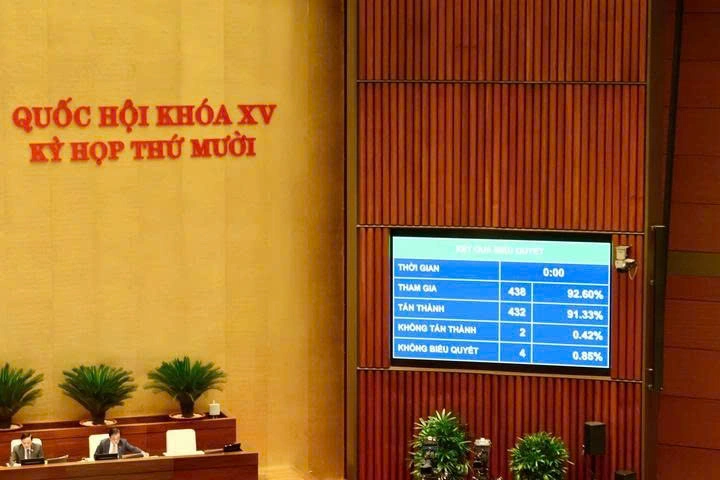 QUỐC HỘI KHÓA XV
KỲ HỌP THỨ MƯỜI
KẾT QUẢ BIỂU QUYẾT
THỜI GIAN 0:00
THAM GIA 438 92.60%
TÁN THÀNH 432 91.33%
KHÔNG TÁN THÀNH 2 0.42%
KHÔNG BIỂU QUYẾT 4 0.85%